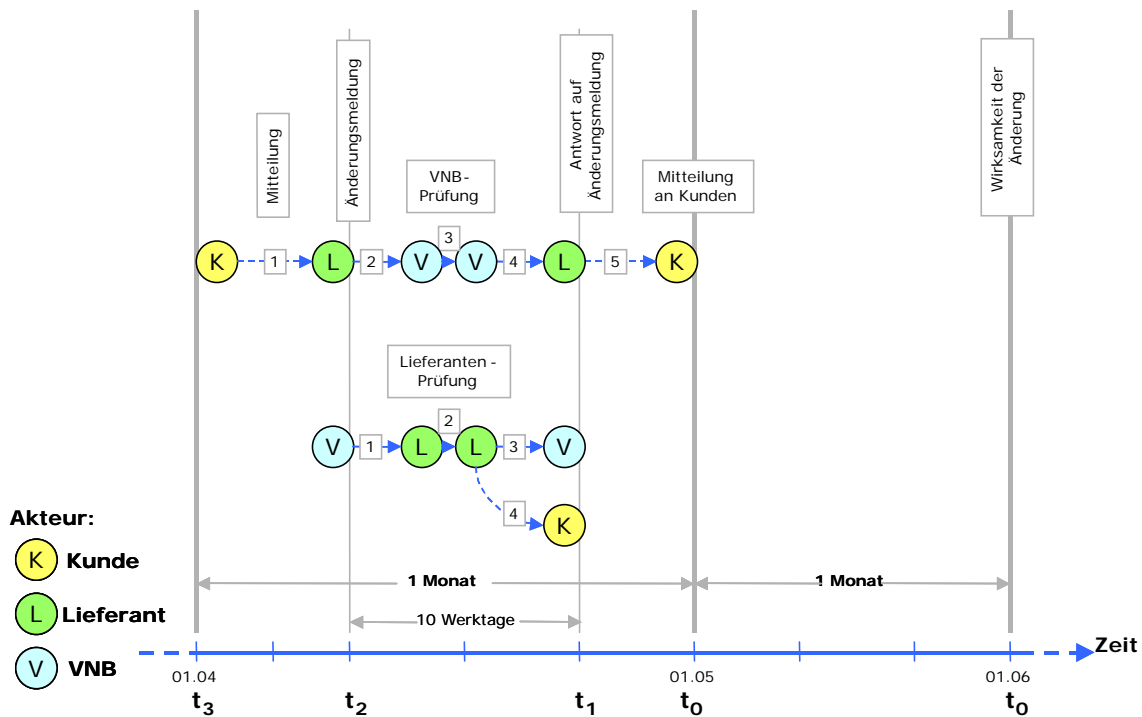 Mitteilung
Änderungsmeldung
VNB-
Prüfung
Antwort auf
Änderungsmeldung
Mitteilung
an Kunden
Wirksamkeit der
Änderung
K
1
L
2
V
3
V
4
L
5
K
Lieferanten -
Prüfung
V
1
L
2
L
3
V
4
K
Akteur:
K Kunde
L Lieferant
V VNB
1 Monat
1 Monat
10 Werktage
Zeit
01.04
01.05
01.06
t3
t2
t1
t0
t0